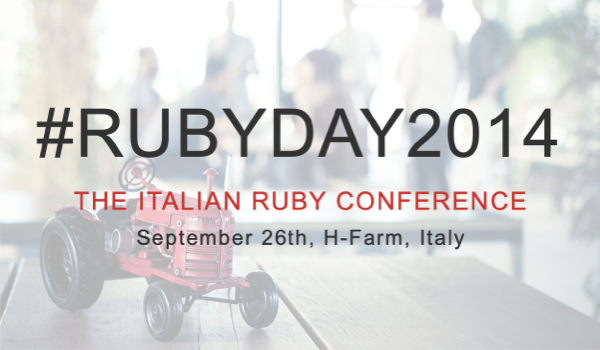 #RUBYDAY2014
THE ITALIAN RUBY CONFERENCE
September 26th, H-Farm, Italy